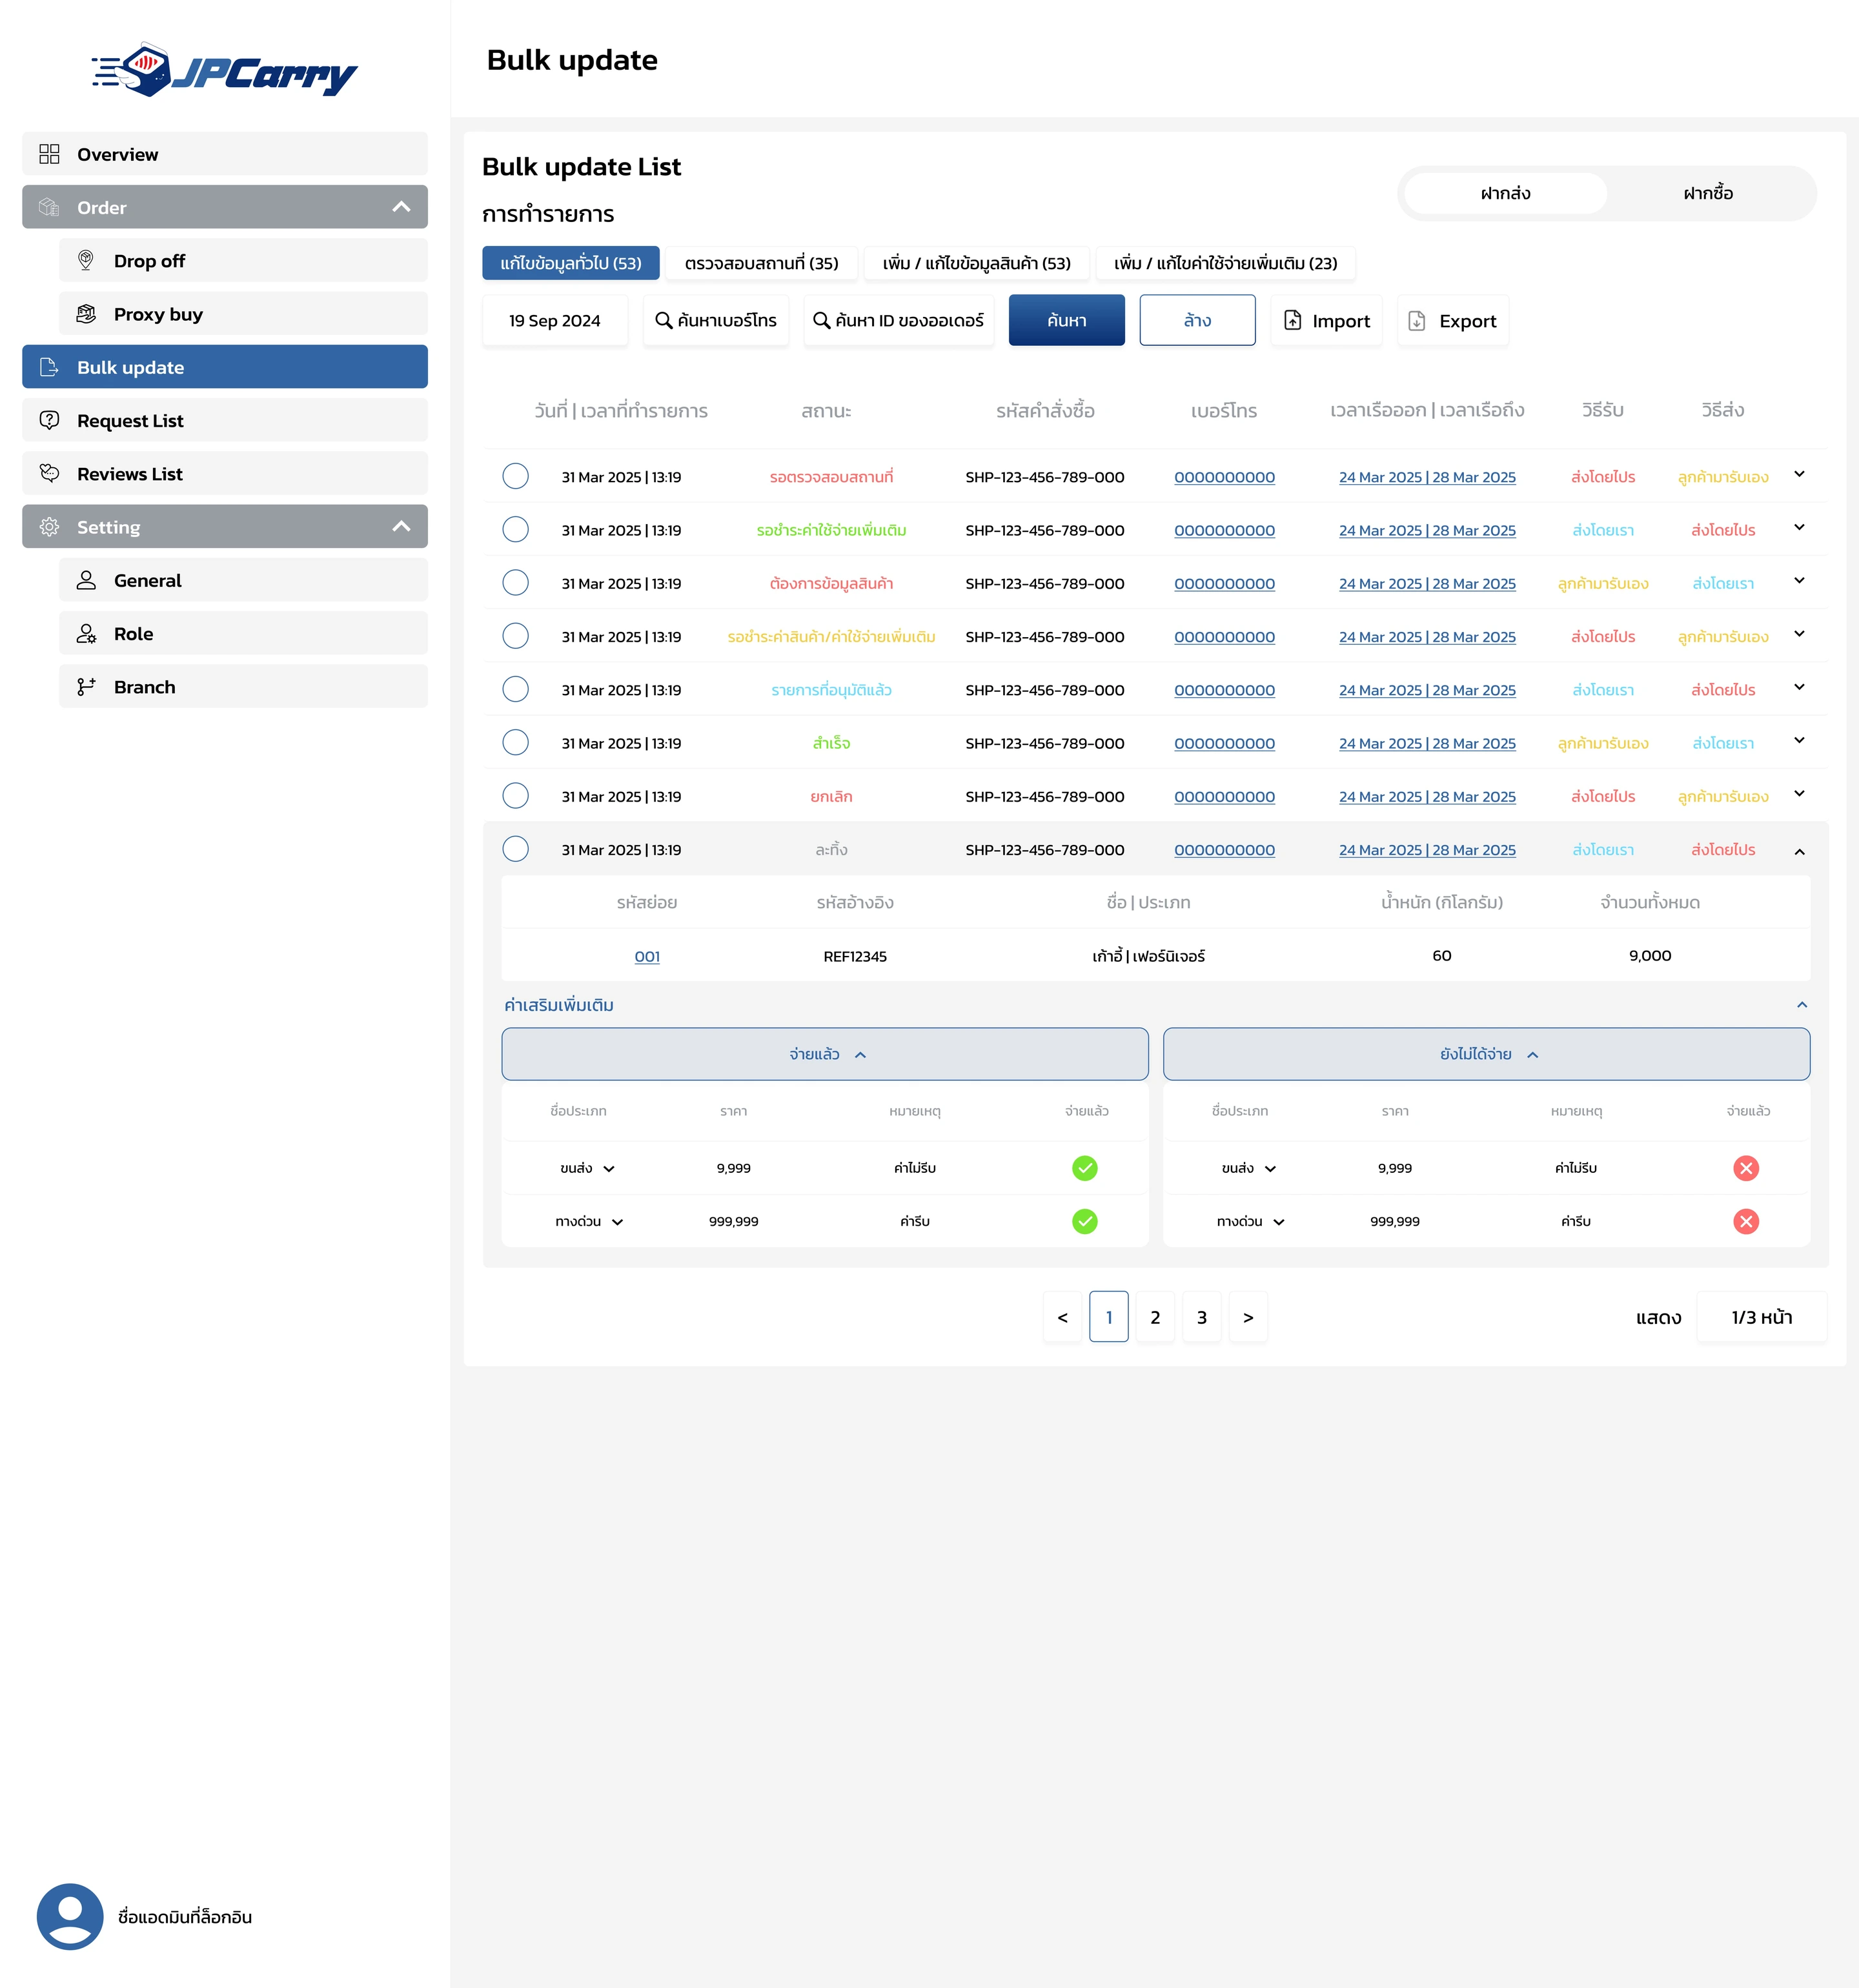 JPCarry
Bulk update
Overview
Order
Drop off
Proxy buy
Bulk update
Request List
Reviews List
Setting
General
Role
Branch
ชื่อแอดมินที่ล็อกอิน
Bulk update List
การทำรายการ
ฝากส่ง ฝากซื้อ
แก้ไขข้อมูลทั่วไป (53) ตรวจสอบสถานที่ (35) เพิ่ม / แก้ไขข้อมูลสินค้า (53) เพิ่ม / แก้ไขค่าใช้จ่ายเพิ่มเติม (23)
19 Sep 2024 ค้นหาเบอร์โทร ค้นหา ID ของออเดอร์ ค้นหา ล้าง Import Export
วันที่ | เวลาที่ทำรายการ สถานะ รหัสคำสั่งซื้อ เบอร์โทร เวลาเรือออก | เวลาเรือถึง วิธีรับ วิธีส่ง
31 Mar 2025 | 13:19 รอตรวจสอบสถานที่ SHP-123-456-789-000 0000000000 24 Mar 2025 | 28 Mar 2025 ส่งโดยไปร ลูกค้ามารับเอง
31 Mar 2025 | 13:19 รอชำระค่าใช้จ่ายเพิ่มเติม SHP-123-456-789-000 0000000000 24 Mar 2025 | 28 Mar 2025 ส่งโดยเรา ส่งโดยไปร
31 Mar 2025 | 13:19 ต้องการข้อมูลสินค้า SHP-123-456-789-000 0000000000 24 Mar 2025 | 28 Mar 2025 ลูกค้ามารับเอง ส่งโดยเรา
31 Mar 2025 | 13:19 รอชำระค่าสินค้า/ค่าใช้จ่ายเพิ่มเติม SHP-123-456-789-000 0000000000 24 Mar 2025 | 28 Mar 2025 ส่งโดยไปร ลูกค้ามารับเอง
31 Mar 2025 | 13:19 รายการที่อนุมัติแล้ว SHP-123-456-789-000 0000000000 24 Mar 2025 | 28 Mar 2025 ส่งโดยเรา ส่งโดยไปร
31 Mar 2025 | 13:19 สำเร็จ SHP-123-456-789-000 0000000000 24 Mar 2025 | 28 Mar 2025 ลูกค้ามารับเอง ส่งโดยเรา
31 Mar 2025 | 13:19 ยกเลิก SHP-123-456-789-000 0000000000 24 Mar 2025 | 28 Mar 2025 ส่งโดยไปร ลูกค้ามารับเอง
31 Mar 2025 | 13:19 ละทิ้ง SHP-123-456-789-000 0000000000 24 Mar 2025 | 28 Mar 2025 ส่งโดยเรา ส่งโดยไปร
รหัสย่อย รหัสอ้างอิง ชื่อ | ประเภท น้ำหนัก (กิโลกรัม) จำนวนทั้งหมด
001 REF12345 เก้าอี้ | เฟอร์นิเจอร์ 60 9,000
ค่าเสริมเพิ่มเติม
จ่ายแล้ว ยังไม่ได้จ่าย
ชื่อประเภท ราคา หมายเหตุ จ่ายแล้ว ชื่อประเภท ราคา หมายเหตุ จ่ายแล้ว
ขนส่ง 9,999 ค่าไม่รีบ ขนส่ง 9,999 ค่าไม่รีบ
ทางด่วน 999,999 ค่ารีบ ทางด่วน 999,999 ค่ารีบ
< 1 2 3 > แสดง 1/3 หน้า